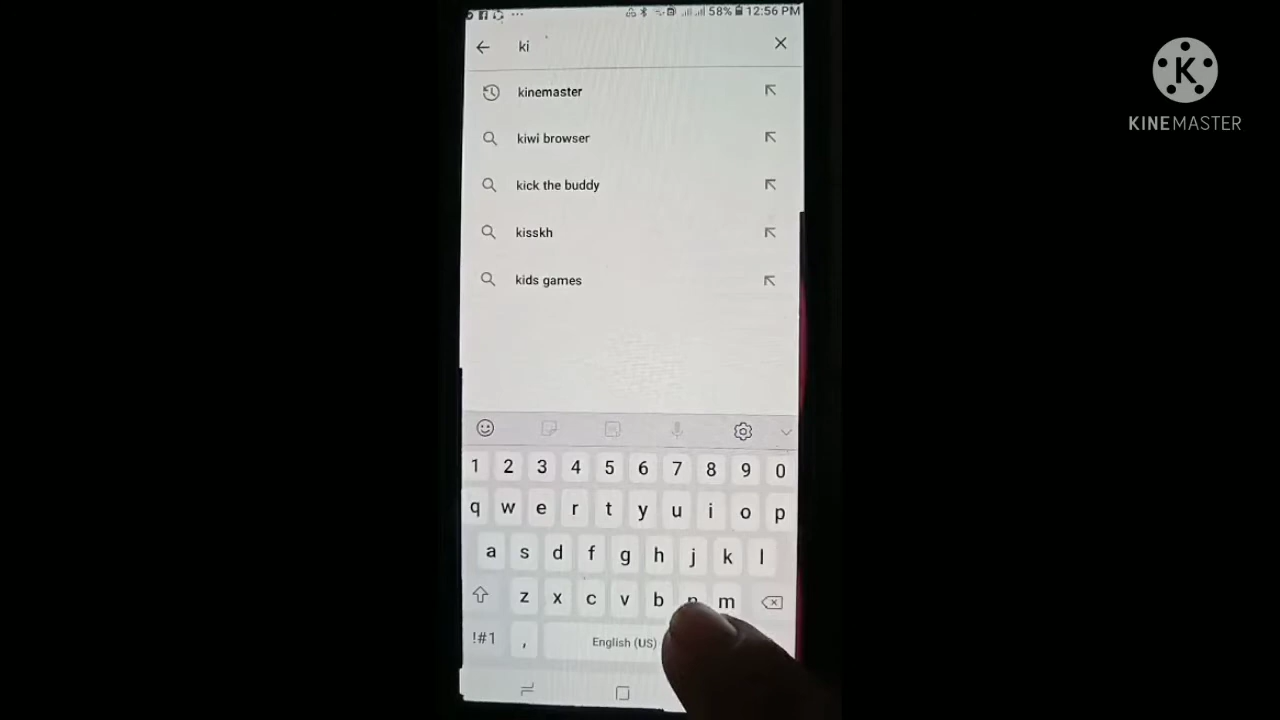 58% 12:56 PM
ki
kinemaster
kiwi browser
kick the buddy
kisskh
kids games
1 2 3 4 5 6 7 8 9 0
q w e r t y u i o p
a s d f g h j k l
z x c v b n m
!#1 , English (US)
K
KINEMASTER